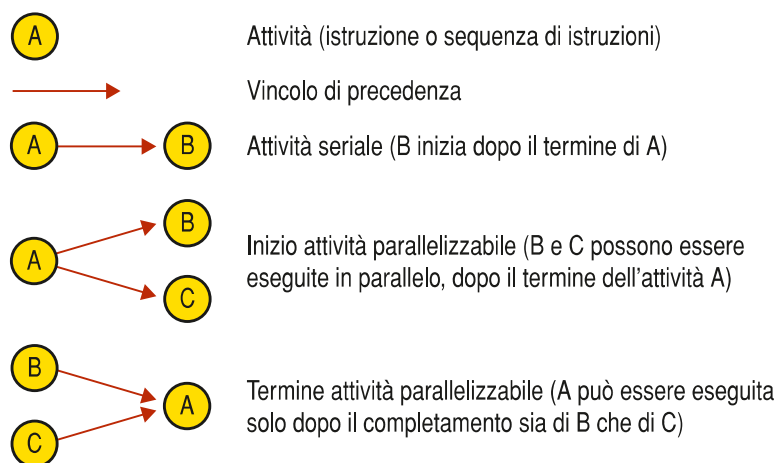 A
Attività (istruzione o sequenza di istruzioni)
Vincolo di precedenza
A B
Attività seriale (B inizia dopo il termine di A)
A
B
C
Inizio attività parallelizzabile (B e C possono essere
eseguite in parallelo, dopo il termine dell'attività A)
B
C
A
Termine attività parallelizzabile (A può essere eseguita
solo dopo il completamento sia di B che di C)